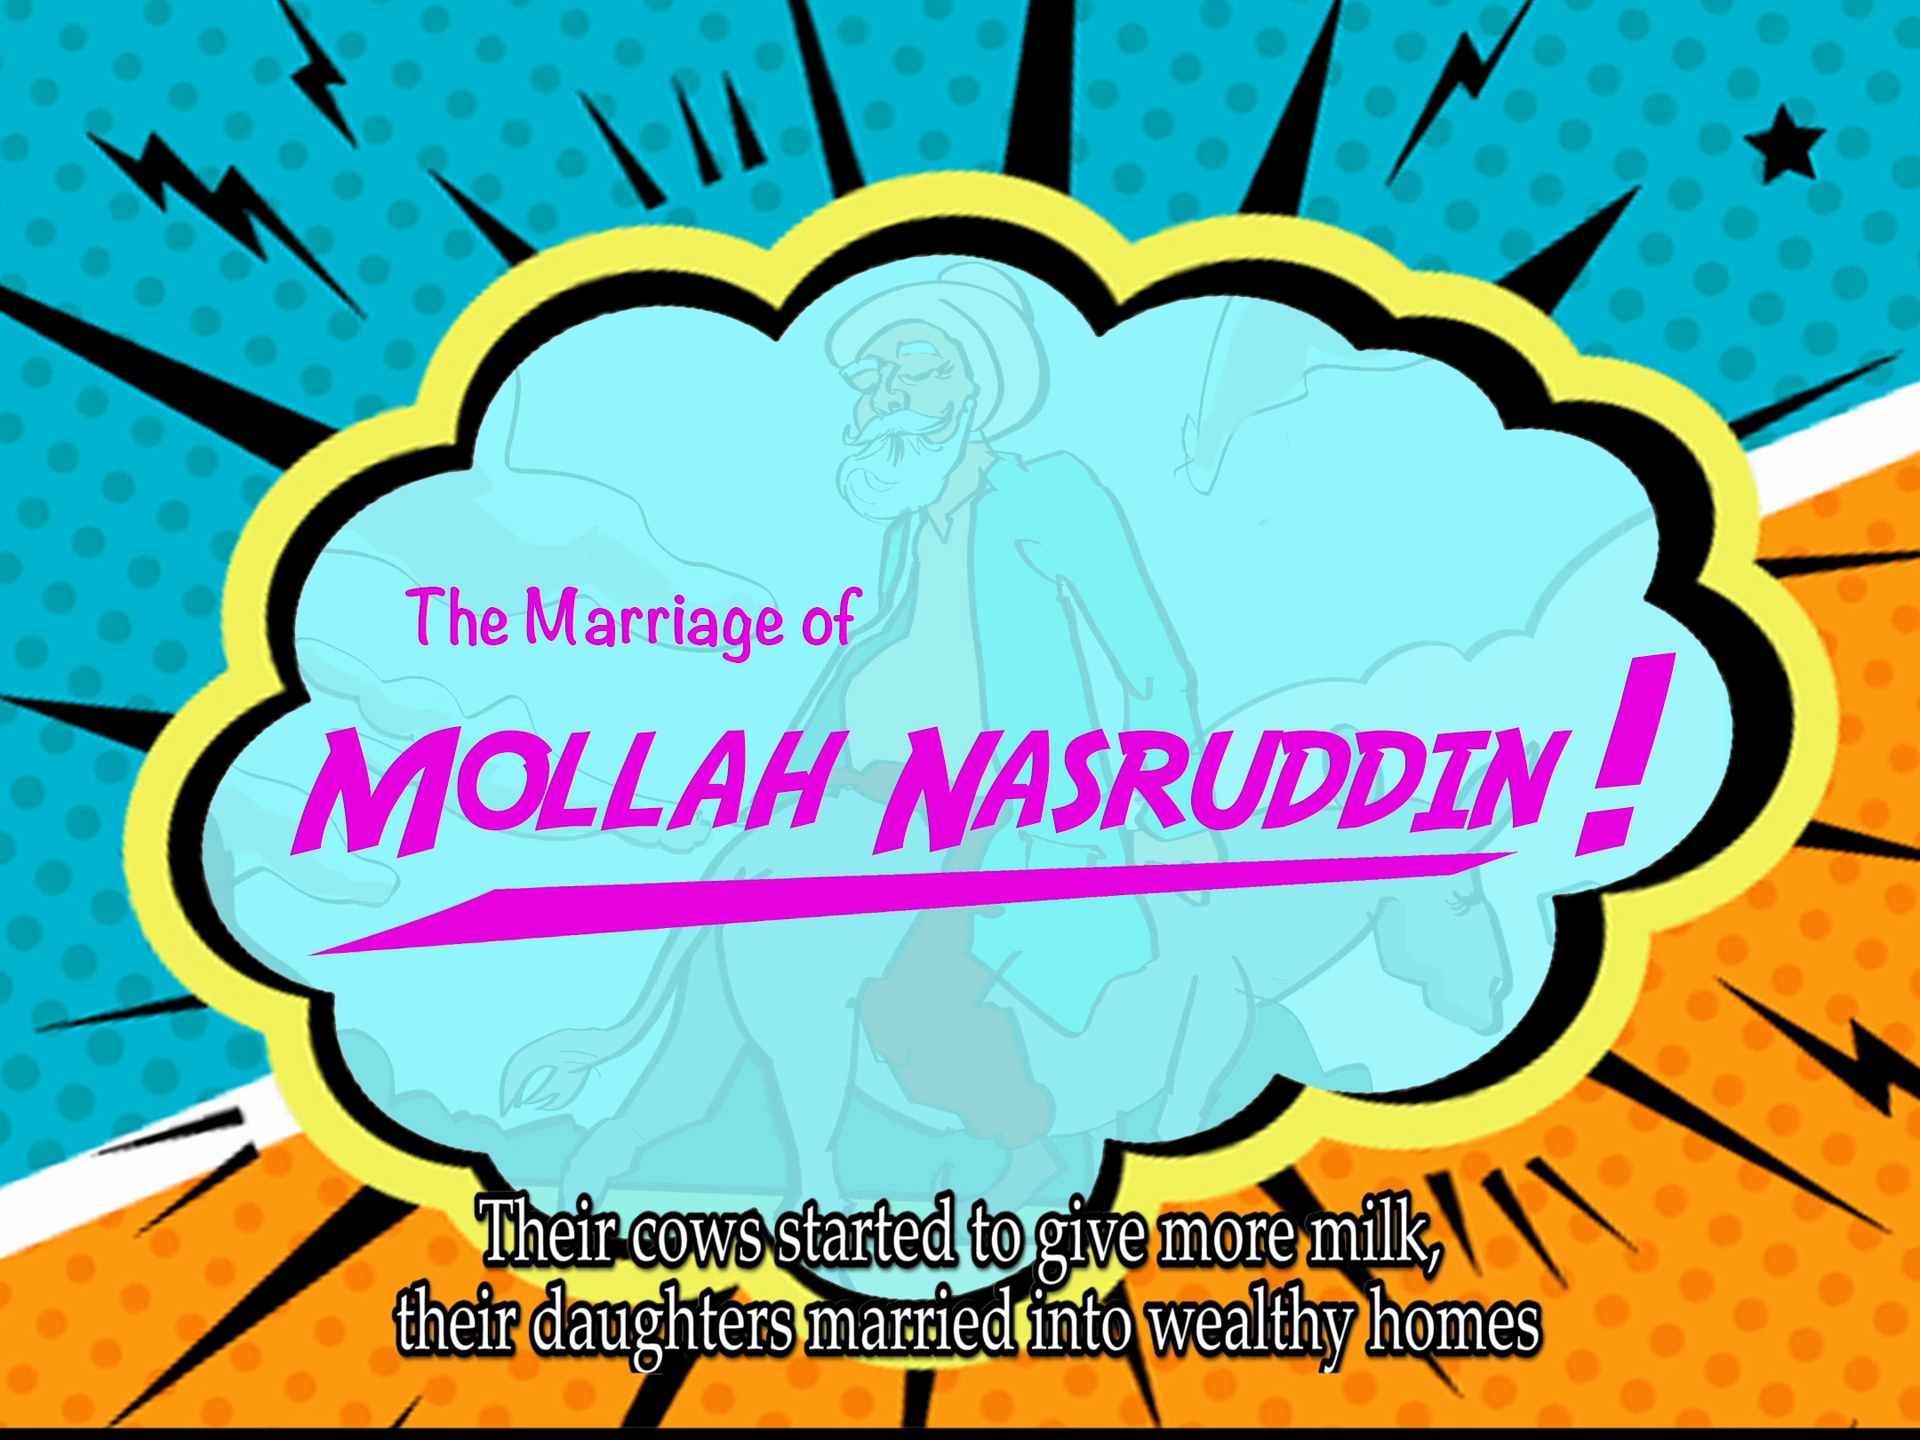 The Marriage of
MOLLAH NASRUDDIN!
Their cows started to give more milk,
their daughters married into wealthy homes